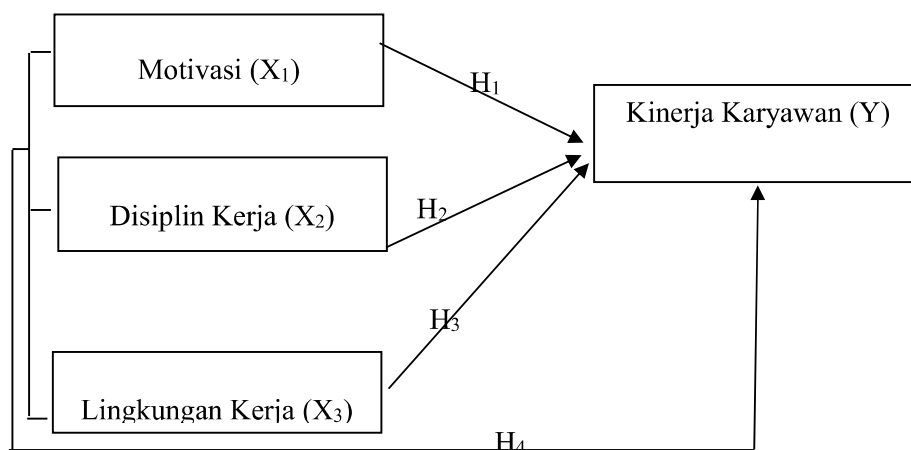 Motivasi (X₁)
H₁
Kinerja Karyawan (Y)
Disiplin Kerja (X₂)
H₂
H₃
Lingkungan Kerja (X₃)
H₄